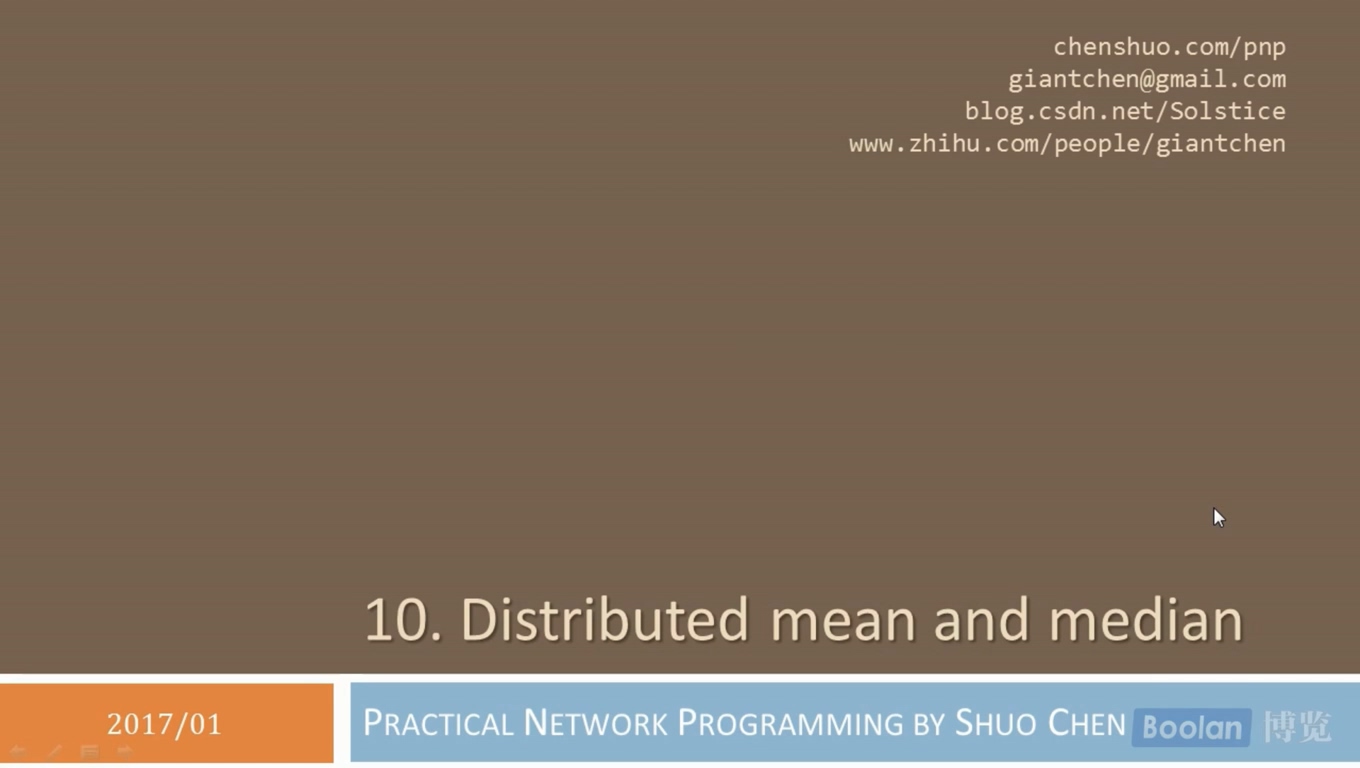 chenshuo.com/pnp
giantchen@gmail.com
blog.csdn.net/Solstice
www.zhihu.com/people/giantchen
10. Distributed mean and median
2017/01
PRACTICAL NETWORK PROGRAMMING BY SHUO CHEN
Boolan 博览